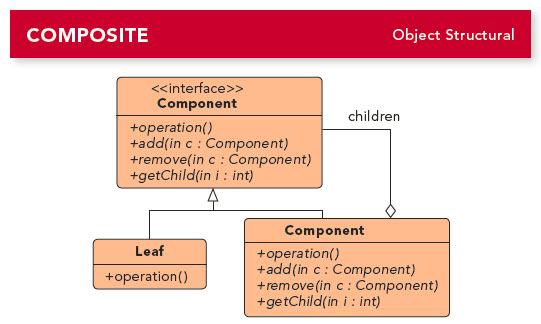 COMPOSITE
Object Structural
<<interface>>
Component
+operation()
+add(in c : Component)
+remove(in c : Component)
+getChild(in i : int)
children
Leaf
+operation()
Component
+operation()
+add(in c : Component)
+remove(in c : Component)
+getChild(in i : int)